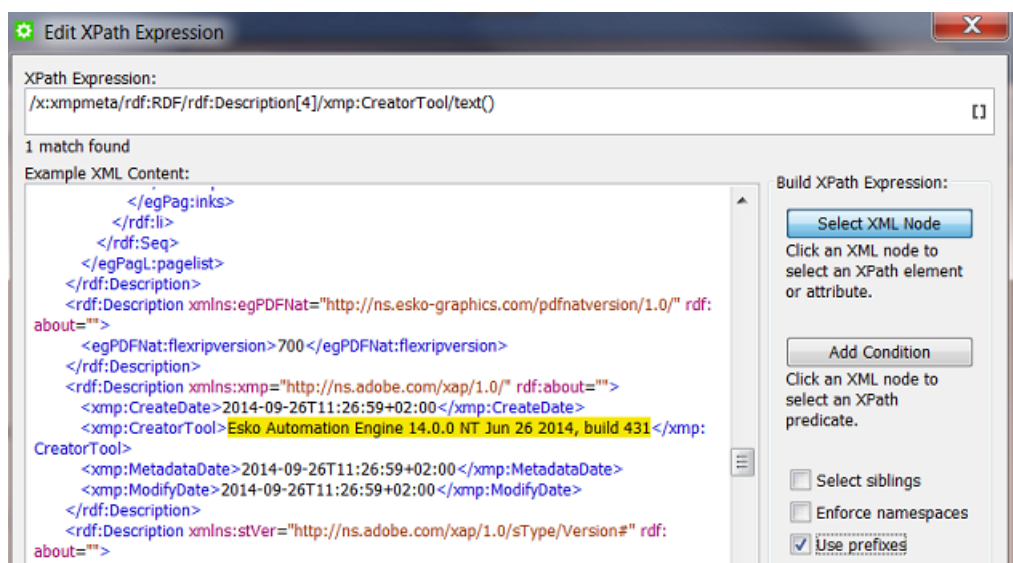 Edit XPath Expression
X
XPath Expression:
/x:xmpmeta/rdf:RDF/rdf:Description[4]/xmp:CreatorTool/text()
[]
1 match found
Example XML Content:
</egPag:inks>
</rdf:li>
</rdf:Seq>
</egPagL:pagelist>
</rdf:Description>
<rdf:Description xmlns:egPDFNat="http://ns.esko-graphics.com/pdfnatversion/1.0/" rdf:
about="">
<egPDFNat:flexripversion>700</egPDFNat:flexripversion>
</rdf:Description>
<rdf:Description xmlns:xmp="http://ns.adobe.com/xap/1.0/" rdf:about="">
<xmp:CreateDate>2014-09-26T11:26:59+02:00</xmp:CreateDate>
<xmp:CreatorTool>Esko Automation Engine 14.0.0 NT Jun 26 2014, build 431</xmp:
CreatorTool>
<xmp:MetadataDate>2014-09-26T11:26:59+02:00</xmp:MetadataDate>
<xmp:ModifyDate>2014-09-26T11:26:59+02:00</xmp:ModifyDate>
</rdf:Description>
<rdf:Description xmlns:stVer="http://ns.adobe.com/xap/1.0/sType/Version#" rdf:
about="">
Build XPath Expression:
Select XML Node
Click an XML node to
select an XPath element
or attribute.
Add Condition
Click an XML node to
select an XPath
predicate.
Select siblings
Enforce namespaces
Use prefixes